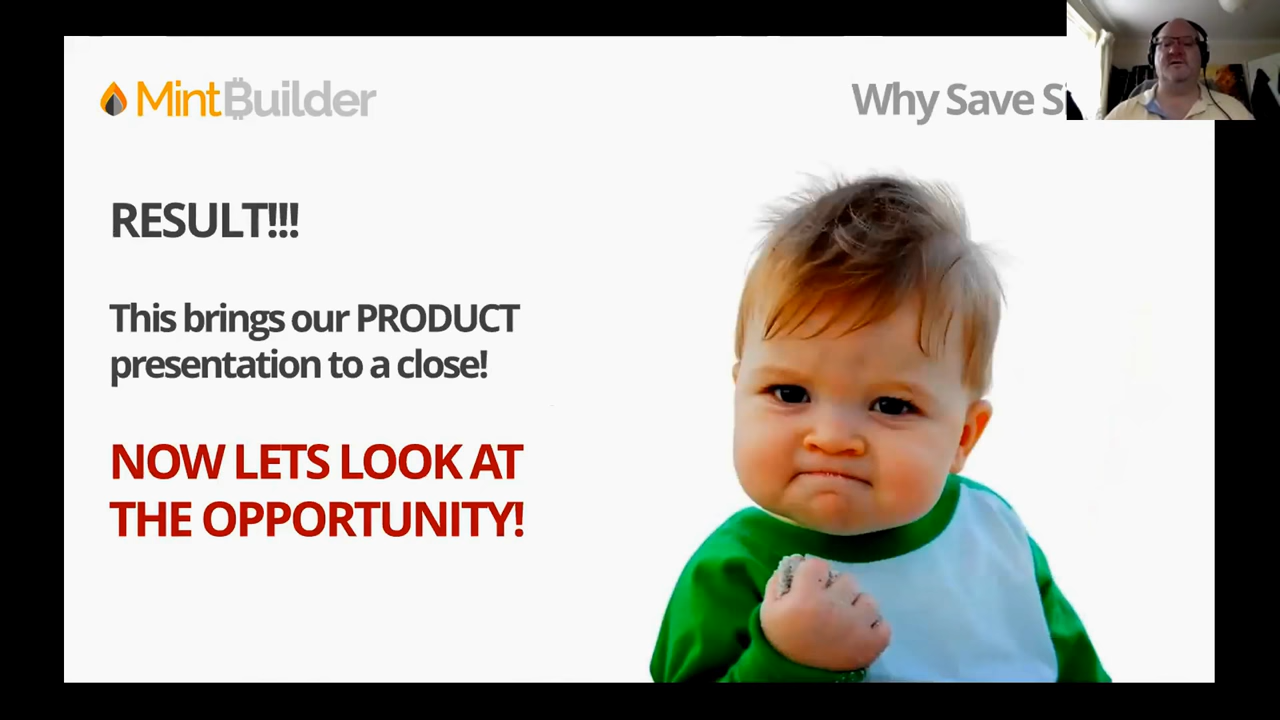 MintBuilder
Why Save
RESULT!!!
This brings our PRODUCT
presentation to a close!
NOW LETS LOOK AT
THE OPPORTUNITY!